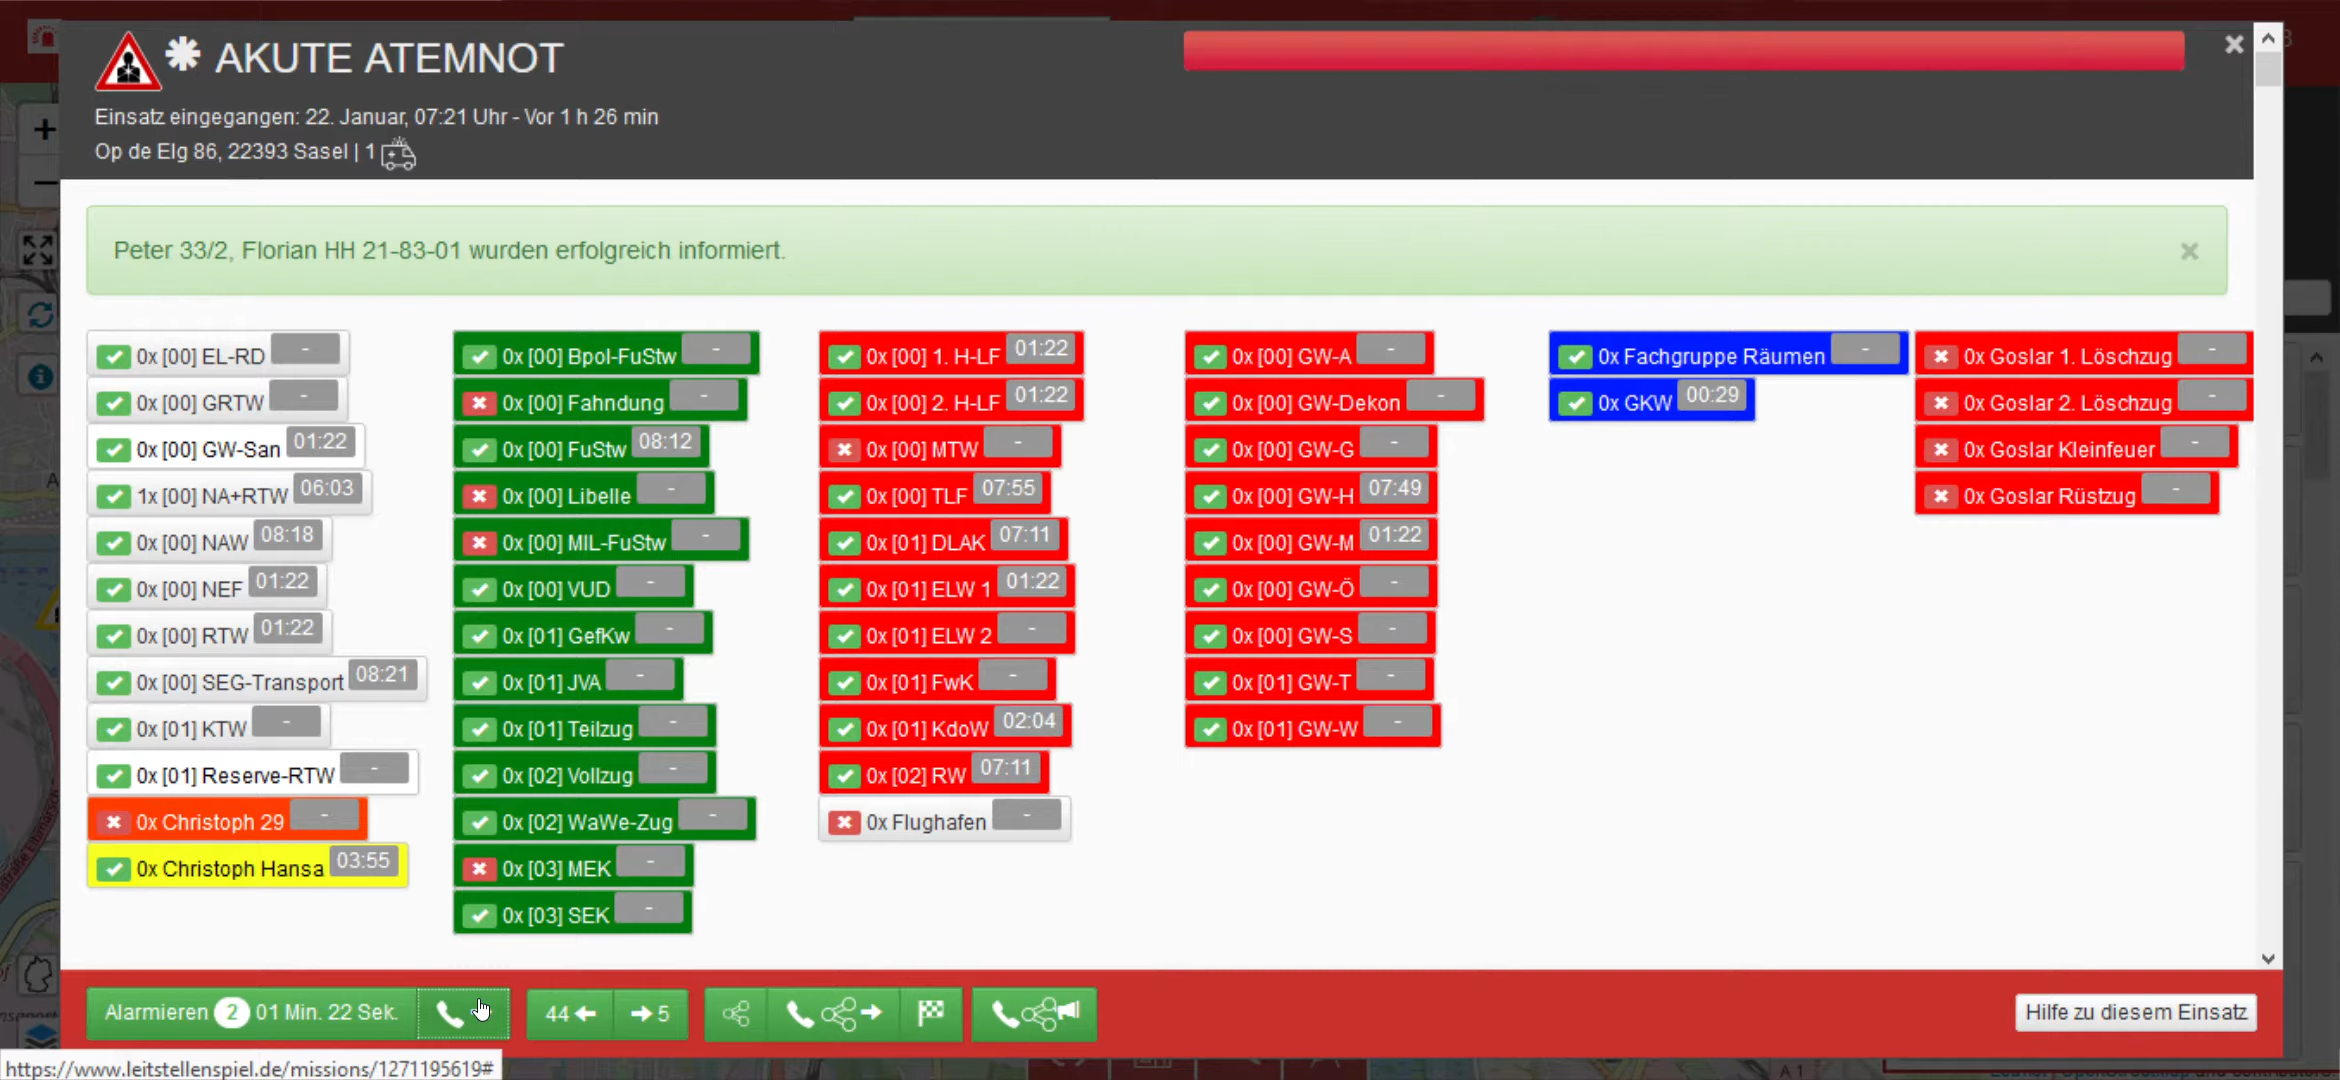 AKUTE ATEMNOT
Einsatz eingegangen: 22. Januar, 07:21 Uhr - Vor 1 h 26 min
Op de Elg 86, 22393 Sasel | 1
Peter 33/2, Florian HH 21-83-01 wurden erfolgreich informiert.
0x [00] EL-RD -
0x [00] GRTW -
0x [00] GW-San 01:22
1x [00] NA+RTW 06:03
0x [00] NAW 08:18
0x [00] NEF 01:22
0x [00] RTW 01:22
0x [00] SEG-Transport 08:21
0x [01] KTW -
0x [01] Reserve-RTW -
0x Christoph 29 -
0x Christoph Hansa 03:55
0x [00] Bpol-FuStw -
0x [00] Fahndung -
0x [00] FuStw 08:12
0x [00] Libelle -
0x [00] MIL-FuStw -
0x [00] VUD -
0x [01] GefKw -
0x [01] JVA -
0x [01] Teilzug -
0x [02] Vollzug -
0x [02] WaWe-Zug -
0x [03] MEK -
0x [03] SEK -
0x [00] 1. H-LF 01:22
0x [00] 2. H-LF 01:22
0x [00] MTW -
0x [00] TLF 07:55
0x [01] DLAK 07:11
0x [01] ELW 1 01:22
0x [01] ELW 2 -
0x [01] FwK -
0x [01] KdoW 02:04
0x [02] RW 07:11
0x Flughafen -
0x [00] GW-A -
0x [00] GW-Dekon -
0x [00] GW-G -
0x [00] GW-H 07:49
0x [00] GW-M 01:22
0x [00] GW-Ö -
0x [00] GW-S -
0x [01] GW-T -
0x [01] GW-W -
0x Fachgruppe Räumen -
0x GKW 00:29
0x Goslar 1. Löschzug -
0x Goslar 2. Löschzug -
0x Goslar Kleinfeuer -
0x Goslar Rüstzug -
Alarmieren 2 01 Min. 22 Sek.
44
5
Hilfe zu diesem Einsatz
https://www.leitstellenspiel.de/missions/1271195619#
A 1